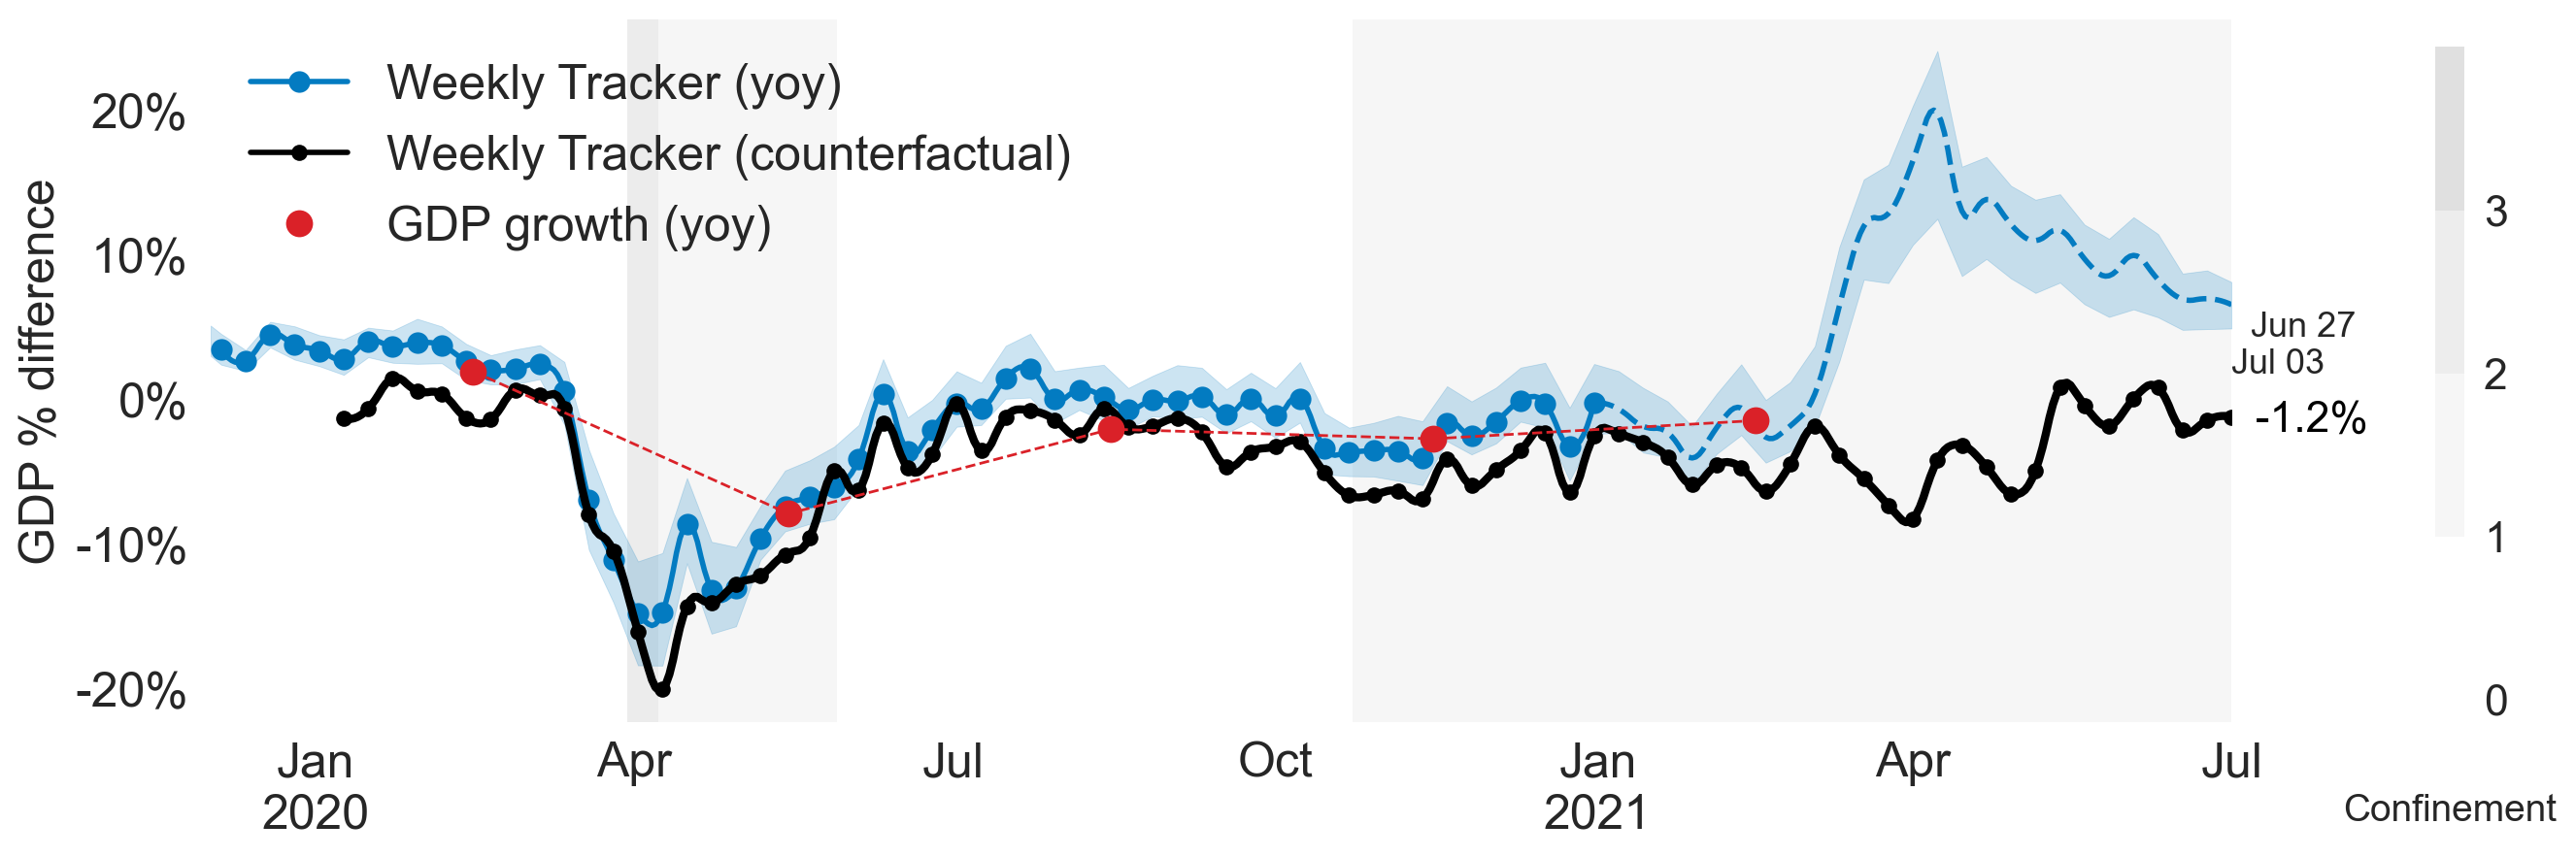 Weekly Tracker (yoy)
Weekly Tracker (counterfactual)
GDP growth (yoy)
GDP % difference
20%
10%
0%
-10%
-20%
Jan
2020
Apr
Jul
Oct
Jan
2021
Apr
Jul
Jun 27
Jul 03
-1.2%
3
2
1
0
Confinement